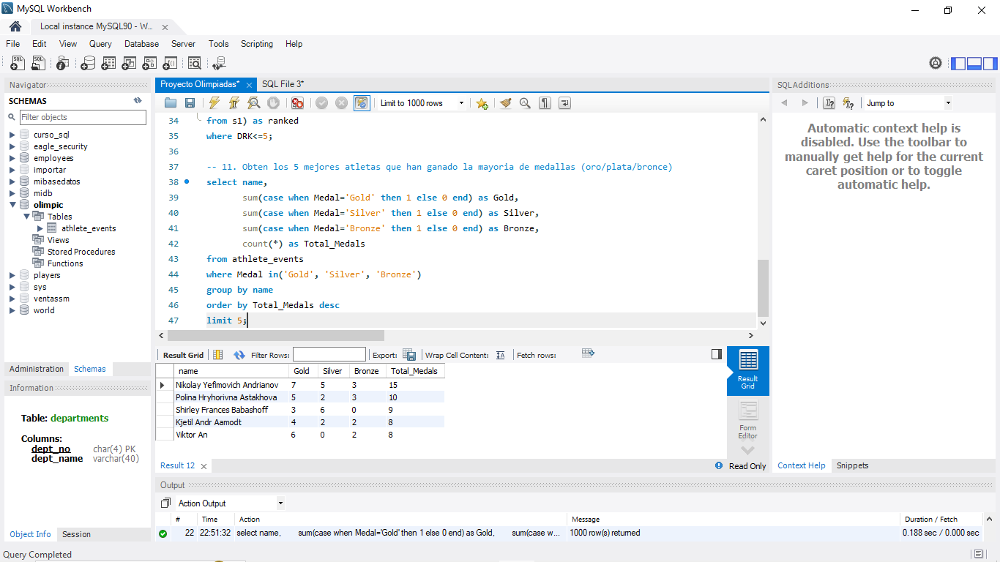 MySQL Workbench
Local instance MySQL90 - W...
File Edit View Query Database Server Tools Scripting Help
Navigator
SCHEMAS
Filter objects
curso_sql
eagle_security
employees
importar
mibasedatos
midb
olimpic
Tables
athlete_events
Views
Stored Procedures
Functions
players
sys
ventassm
world
Administration Schemas
Information
Table: departments
Columns:
dept_no char(4) PK
dept_name varchar(40)
Object Info Session
Query Completed
Proyecto Olimpiadas* SQL File 3*
Limit to 1000 rows
34 from s1) as ranked
35 where DRK<=5;
36
37 -- 11. Obten los 5 mejores atletas que han ganado la mayoria de medallas (oro/plata/bronce)
38 select name,
39 sum(case when Medal='Gold' then 1 else 0 end) as Gold,
40 sum(case when Medal='Silver' then 1 else 0 end) as Silver,
41 sum(case when Medal='Bronze' then 1 else 0 end) as Bronze,
42 count(*) as Total_Medals
43 from athlete_events
44 where Medal in('Gold', 'Silver', 'Bronze')
45 group by name
46 order by Total_Medals desc
47 limit 5;
Result Grid Filter Rows: Export: Wrap Cell Content: Fetch rows:
name Gold Silver Bronze Total_Medals
Nikolay Yefimovich Andrianov 7 5 3 15
Polina Hryhorivna Astakhova 5 2 3 10
Shirley Frances Babashoff 3 6 0 9
Kjetil Andr Aamodt 4 2 2 8
Viktor An 6 0 2 8
Result Grid
Form Editor
Result 12
Read Only
Output
Action Output
# Time Action Message Duration / Fetch
22 22:51:32 select name, sum(case when Medal='Gold' then 1 else 0 end) as Gold, sum(case w... 1000 row(s) returned 0.188 sec / 0.000 sec
SQLAdditions
Jump to
Automatic context help is
disabled. Use the toolbar to
manually get help for the current
caret position or to toggle
automatic help.
Context Help Snippets